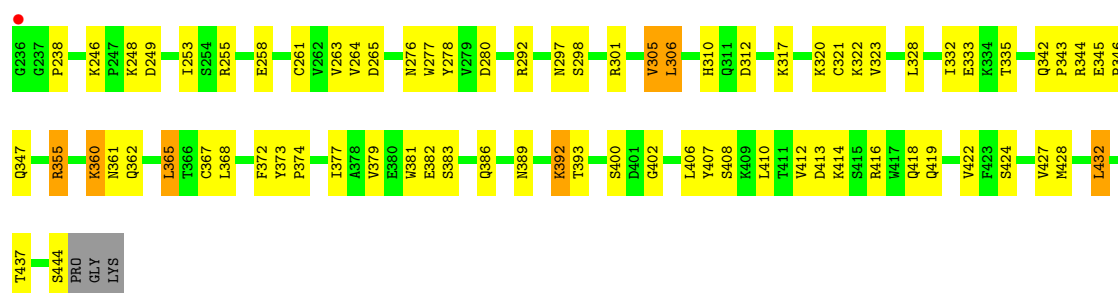 G236 G237 P238 K246 P247 K248 D249 I253 S254 R255 E258 C261 V262 V263 V264 D265 N276 W277 Y278 V279 D280 R292 N297 S298 R301 V305 L306 H310 Q311 D312 K317 K320 C321 K322 V323 L328 I332 E333 K334 T335 Q342 P343 R344 E345 P346
Q347 R355 K360 N361 Q362 L365 T366 C367 L368 F372 Y373 P374 I377 A378 V379 E380 W381 E382 S383 Q386 N389 K392 T393 S400 D401 G402 L406 Y407 S408 K409 L410 T411 V412 D413 K414 S415 R416 W417 Q418 Q419 V422 F423 S424 V427 M428 L432
T437 S444 PRO GLY LYS